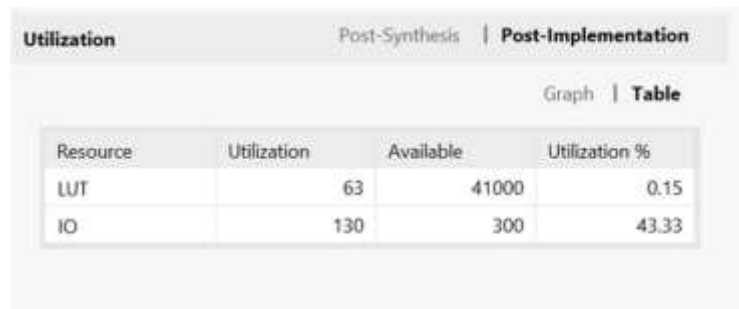 Utilization Post-Synthesis | Post-Implementation
Graph | Table
Resource Utilization Available Utilization %
LUT 63 41000 0.15
IO 130 300 43.33